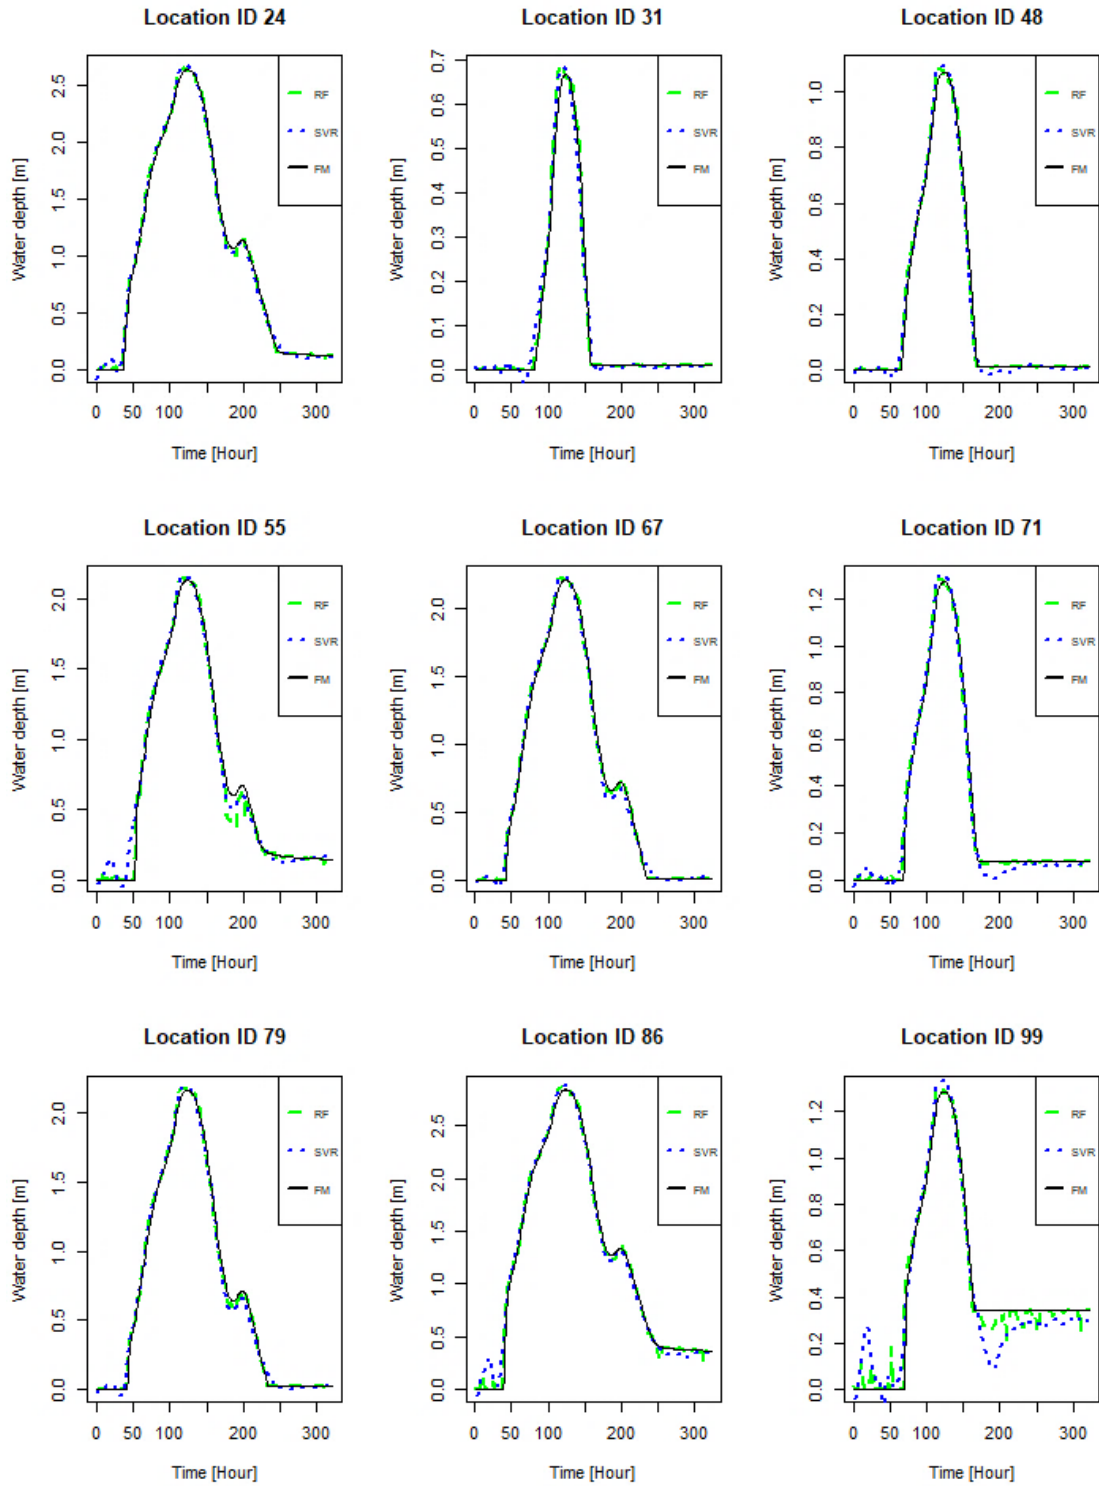 Location ID 24
Water depth [m]
2.5
2.0
1.5
1.0
0.5
0.0
RF
SVR
FM
0 50 100 200 300
Time [Hour]
Location ID 31
Water depth [m]
0.7
0.6
0.5
0.4
0.3
0.2
0.1
0.0
RF
SVR
FM
0 50 100 200 300
Time [Hour]
Location ID 48
Water depth [m]
1.0
0.8
0.6
0.4
0.2
0.0
RF
SVR
FM
0 50 100 200 300
Time [Hour]
Location ID 55
Water depth [m]
2.0
1.5
1.0
0.5
0.0
RF
SVR
FM
0 50 100 200 300
Time [Hour]
Location ID 67
Water depth [m]
2.0
1.5
1.0
0.5
0.0
RF
SVR
FM
0 50 100 200 300
Time [Hour]
Location ID 71
Water depth [m]
1.2
1.0
0.8
0.6
0.4
0.2
0.0
RF
SVR
FM
0 50 100 200 300
Time [Hour]
Location ID 79
Water depth [m]
2.0
1.5
1.0
0.5
0.0
RF
SVR
FM
0 50 100 200 300
Time [Hour]
Location ID 86
Water depth [m]
2.5
2.0
1.5
1.0
0.5
0.0
RF
SVR
FM
0 50 100 200 300
Time [Hour]
Location ID 99
Water depth [m]
1.2
1.0
0.8
0.6
0.4
0.2
0.0
RF
SVR
FM
0 50 100 200 300
Time [Hour]